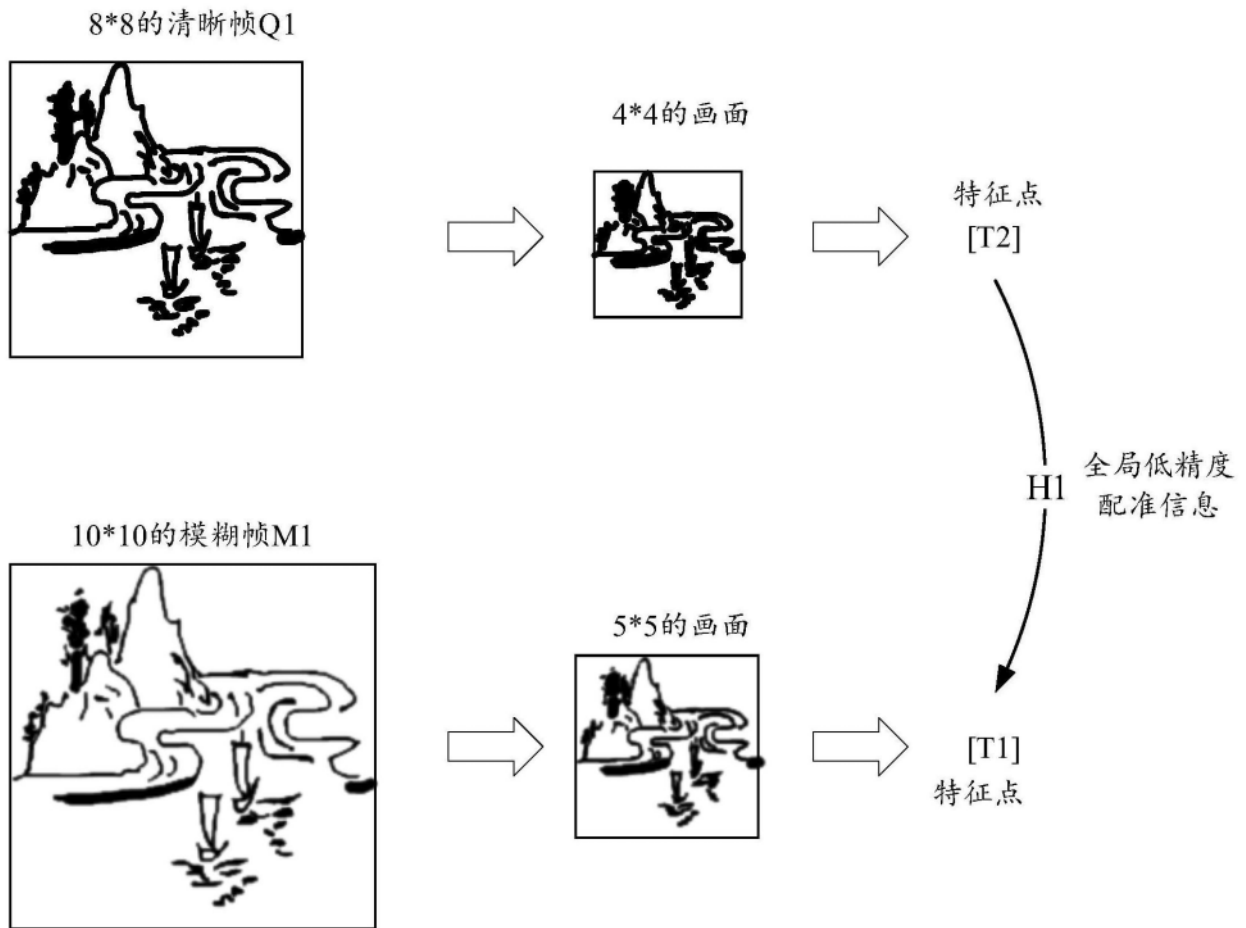 8*8的清晰帧Q1
4*4的画面
特征点
[T2]
H1
全局低精度
配准信息
10*10的模糊帧M1
5*5的画面
[T1]
特征点